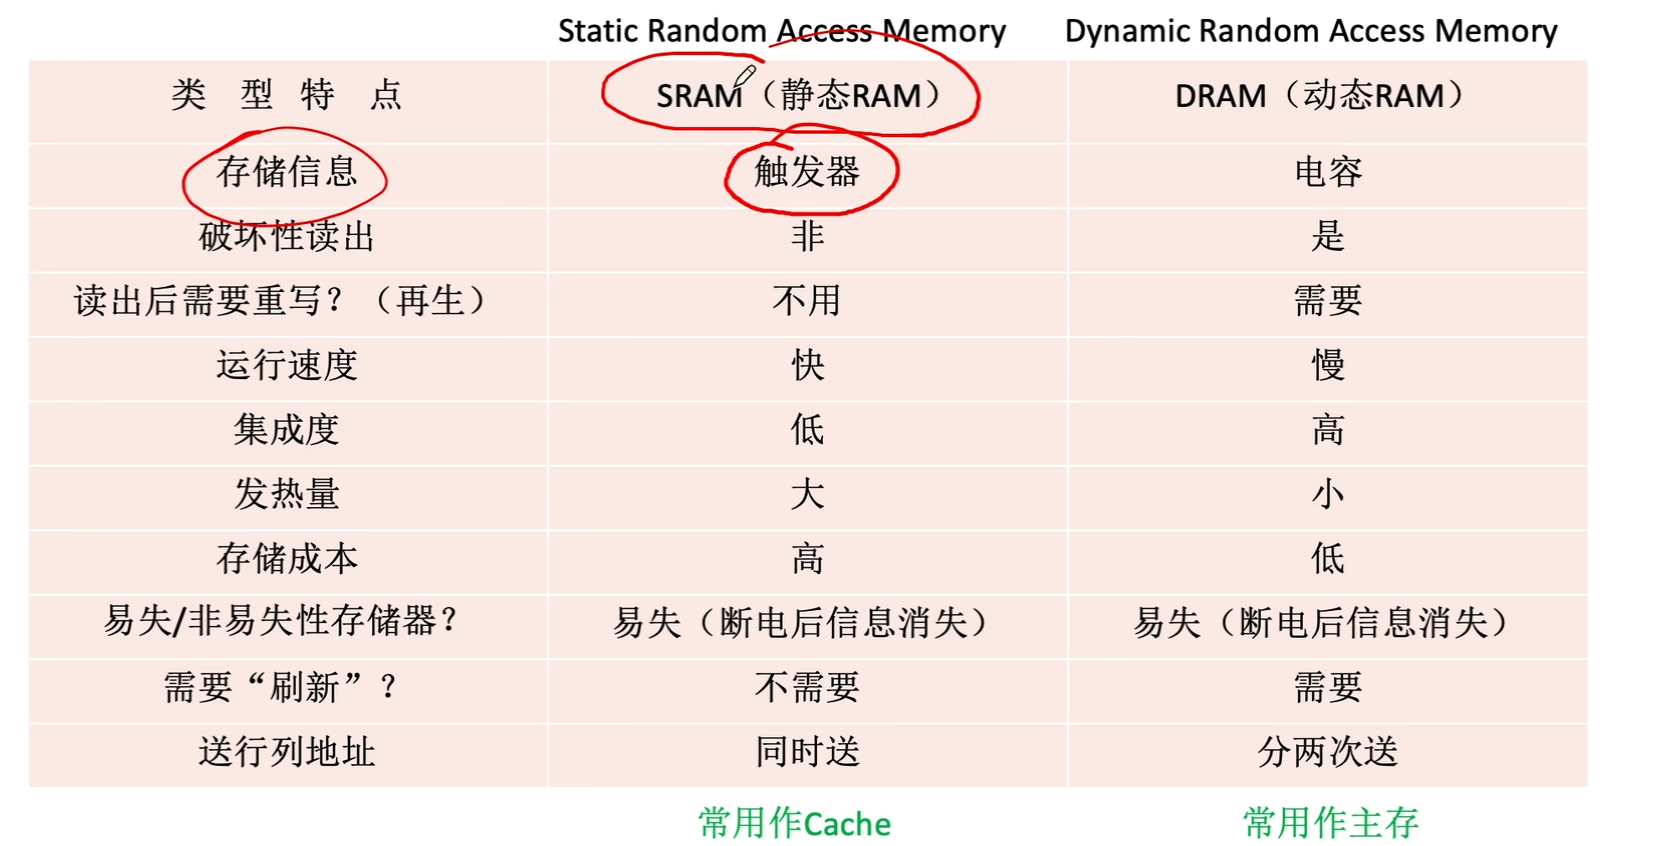 Static Random Access Memory Dynamic Random Access Memory
类 型 特 点 SRAM（静态RAM） DRAM（动态RAM）
存储信息 触发器 电容
破坏性读出 非 是
读出后需要重写？（再生） 不用 需要
运行速度 快 慢
集成度 低 高
发热量 大 小
存储成本 高 低
易失/非易失性存储器？ 易失（断电后信息消失） 易失（断电后信息消失）
需要“刷新”？ 不需要 需要
送行列地址 同时送 分两次送
常用作Cache 常用作主存